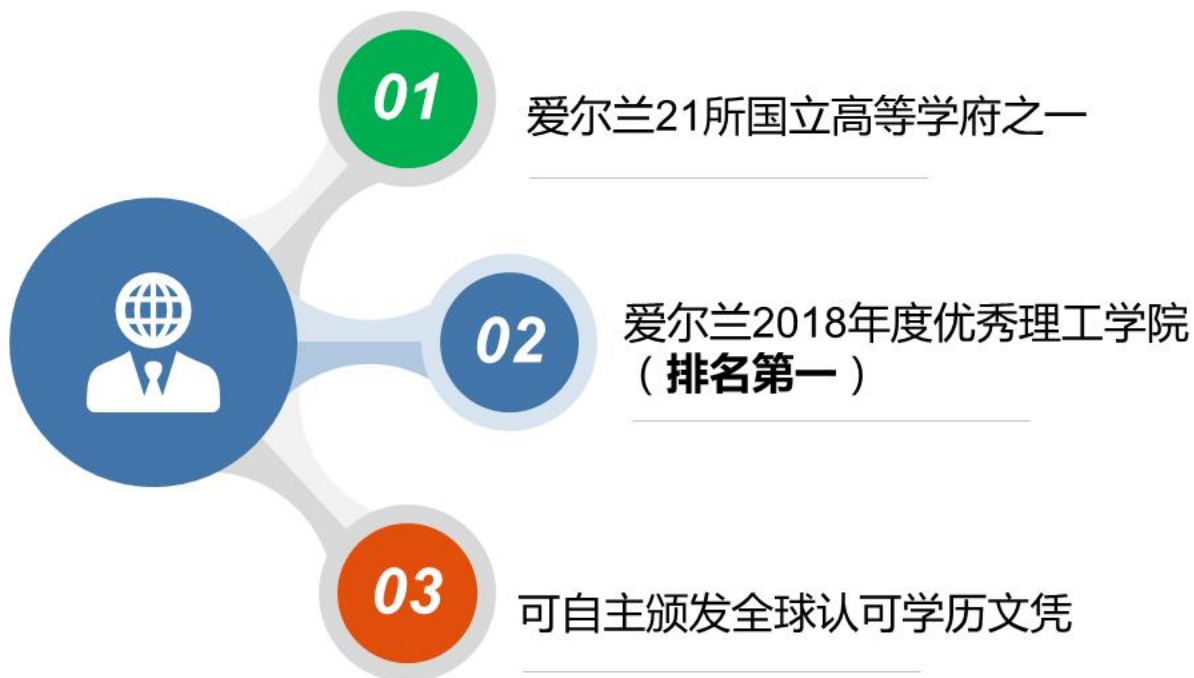 01
爱尔兰21所国立高等学府之一
02
爱尔兰2018年度优秀理工学院
（排名第一）
03
可自主颁发全球认可学历文凭